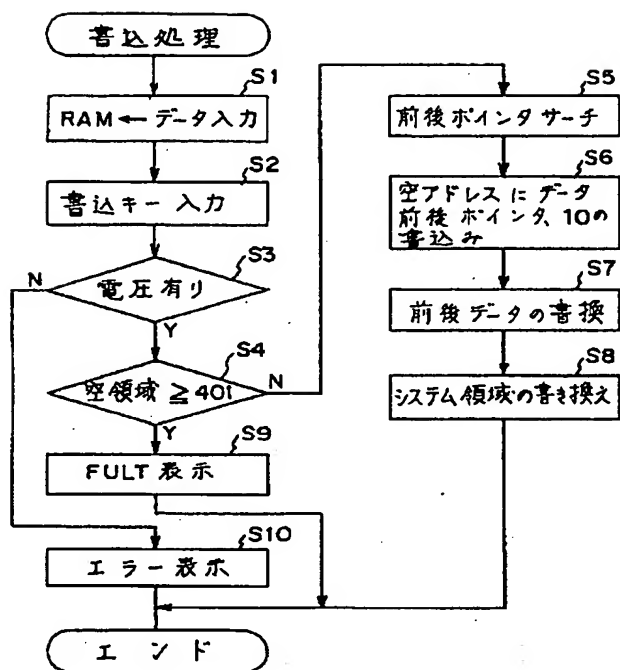 書込処理
S1
RAM←データ入力
S2
書込キー入力
S3
電圧有り
N
Y
S4
空領域≧401
N
Y
S9
FULT表示
S10
エラー表示
エンド
S5
前後ポインタサーチ
S6
空アドレスにデータ
前後ポインタ、10の
書込み
S7
前後データの書換
S8
システム領域の書き換え